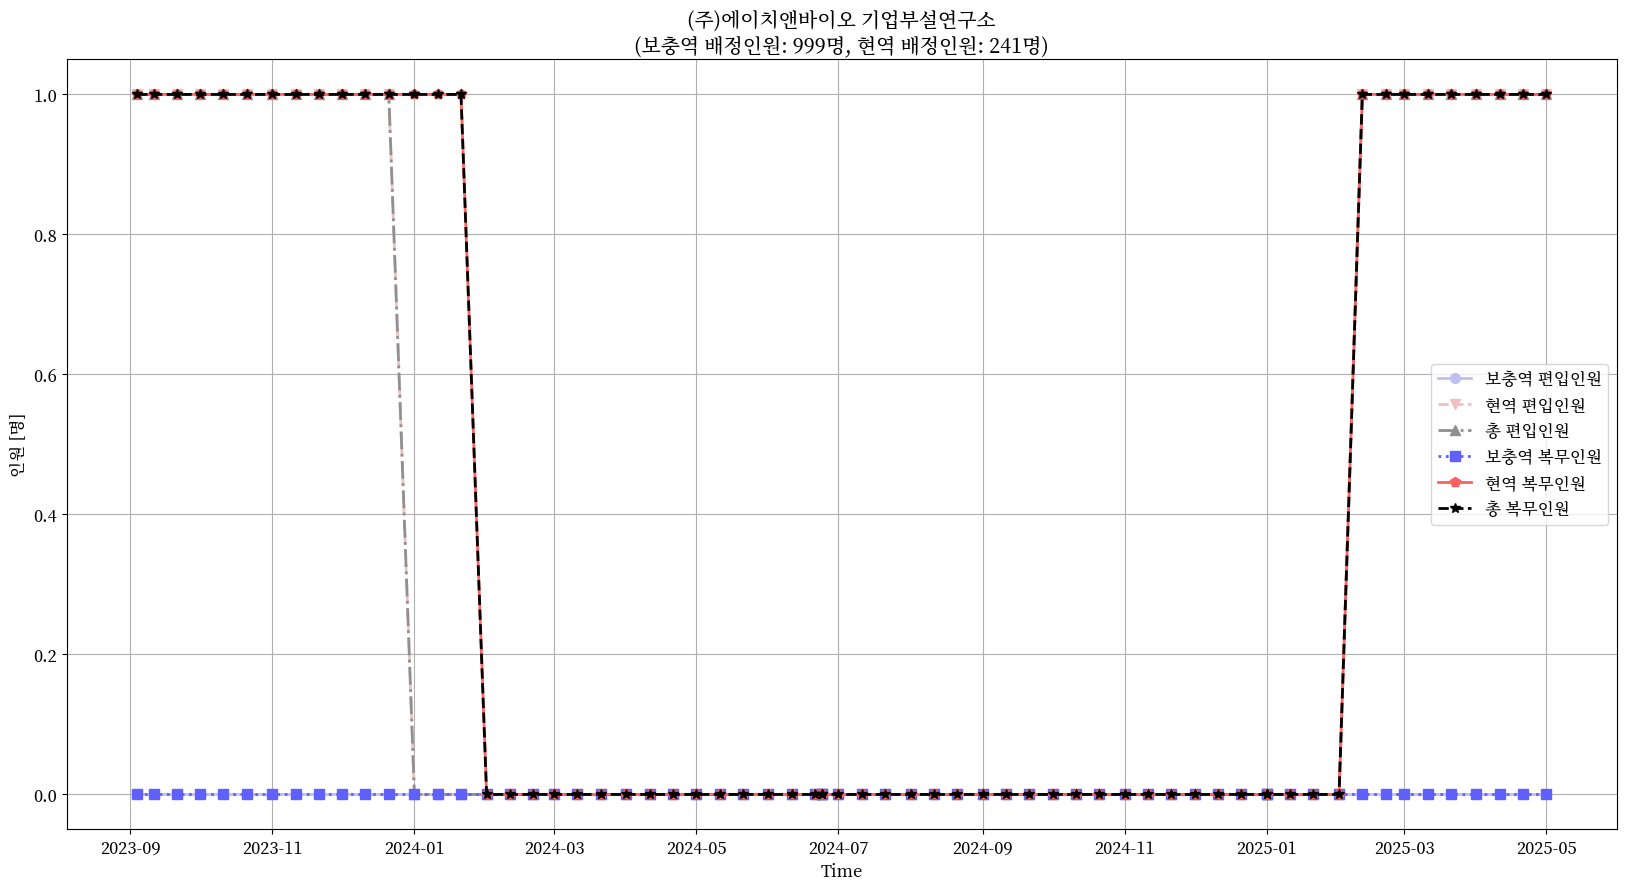 (주)에이치앤바이오 기업부설연구소
(보충역 배정인원: 999명, 현역 배정인원: 241명)
1.0
0.8
0.6
0.4
0.2
0.0
인원 [명]
보충역 편입인원
현역 편입인원
총 편입인원
보충역 복무인원
현역 복무인원
총 복무인원
2023-09
2023-11
2024-01
2024-03
2024-05
2024-07
2024-09
2024-11
2025-01
2025-03
2025-05
Time